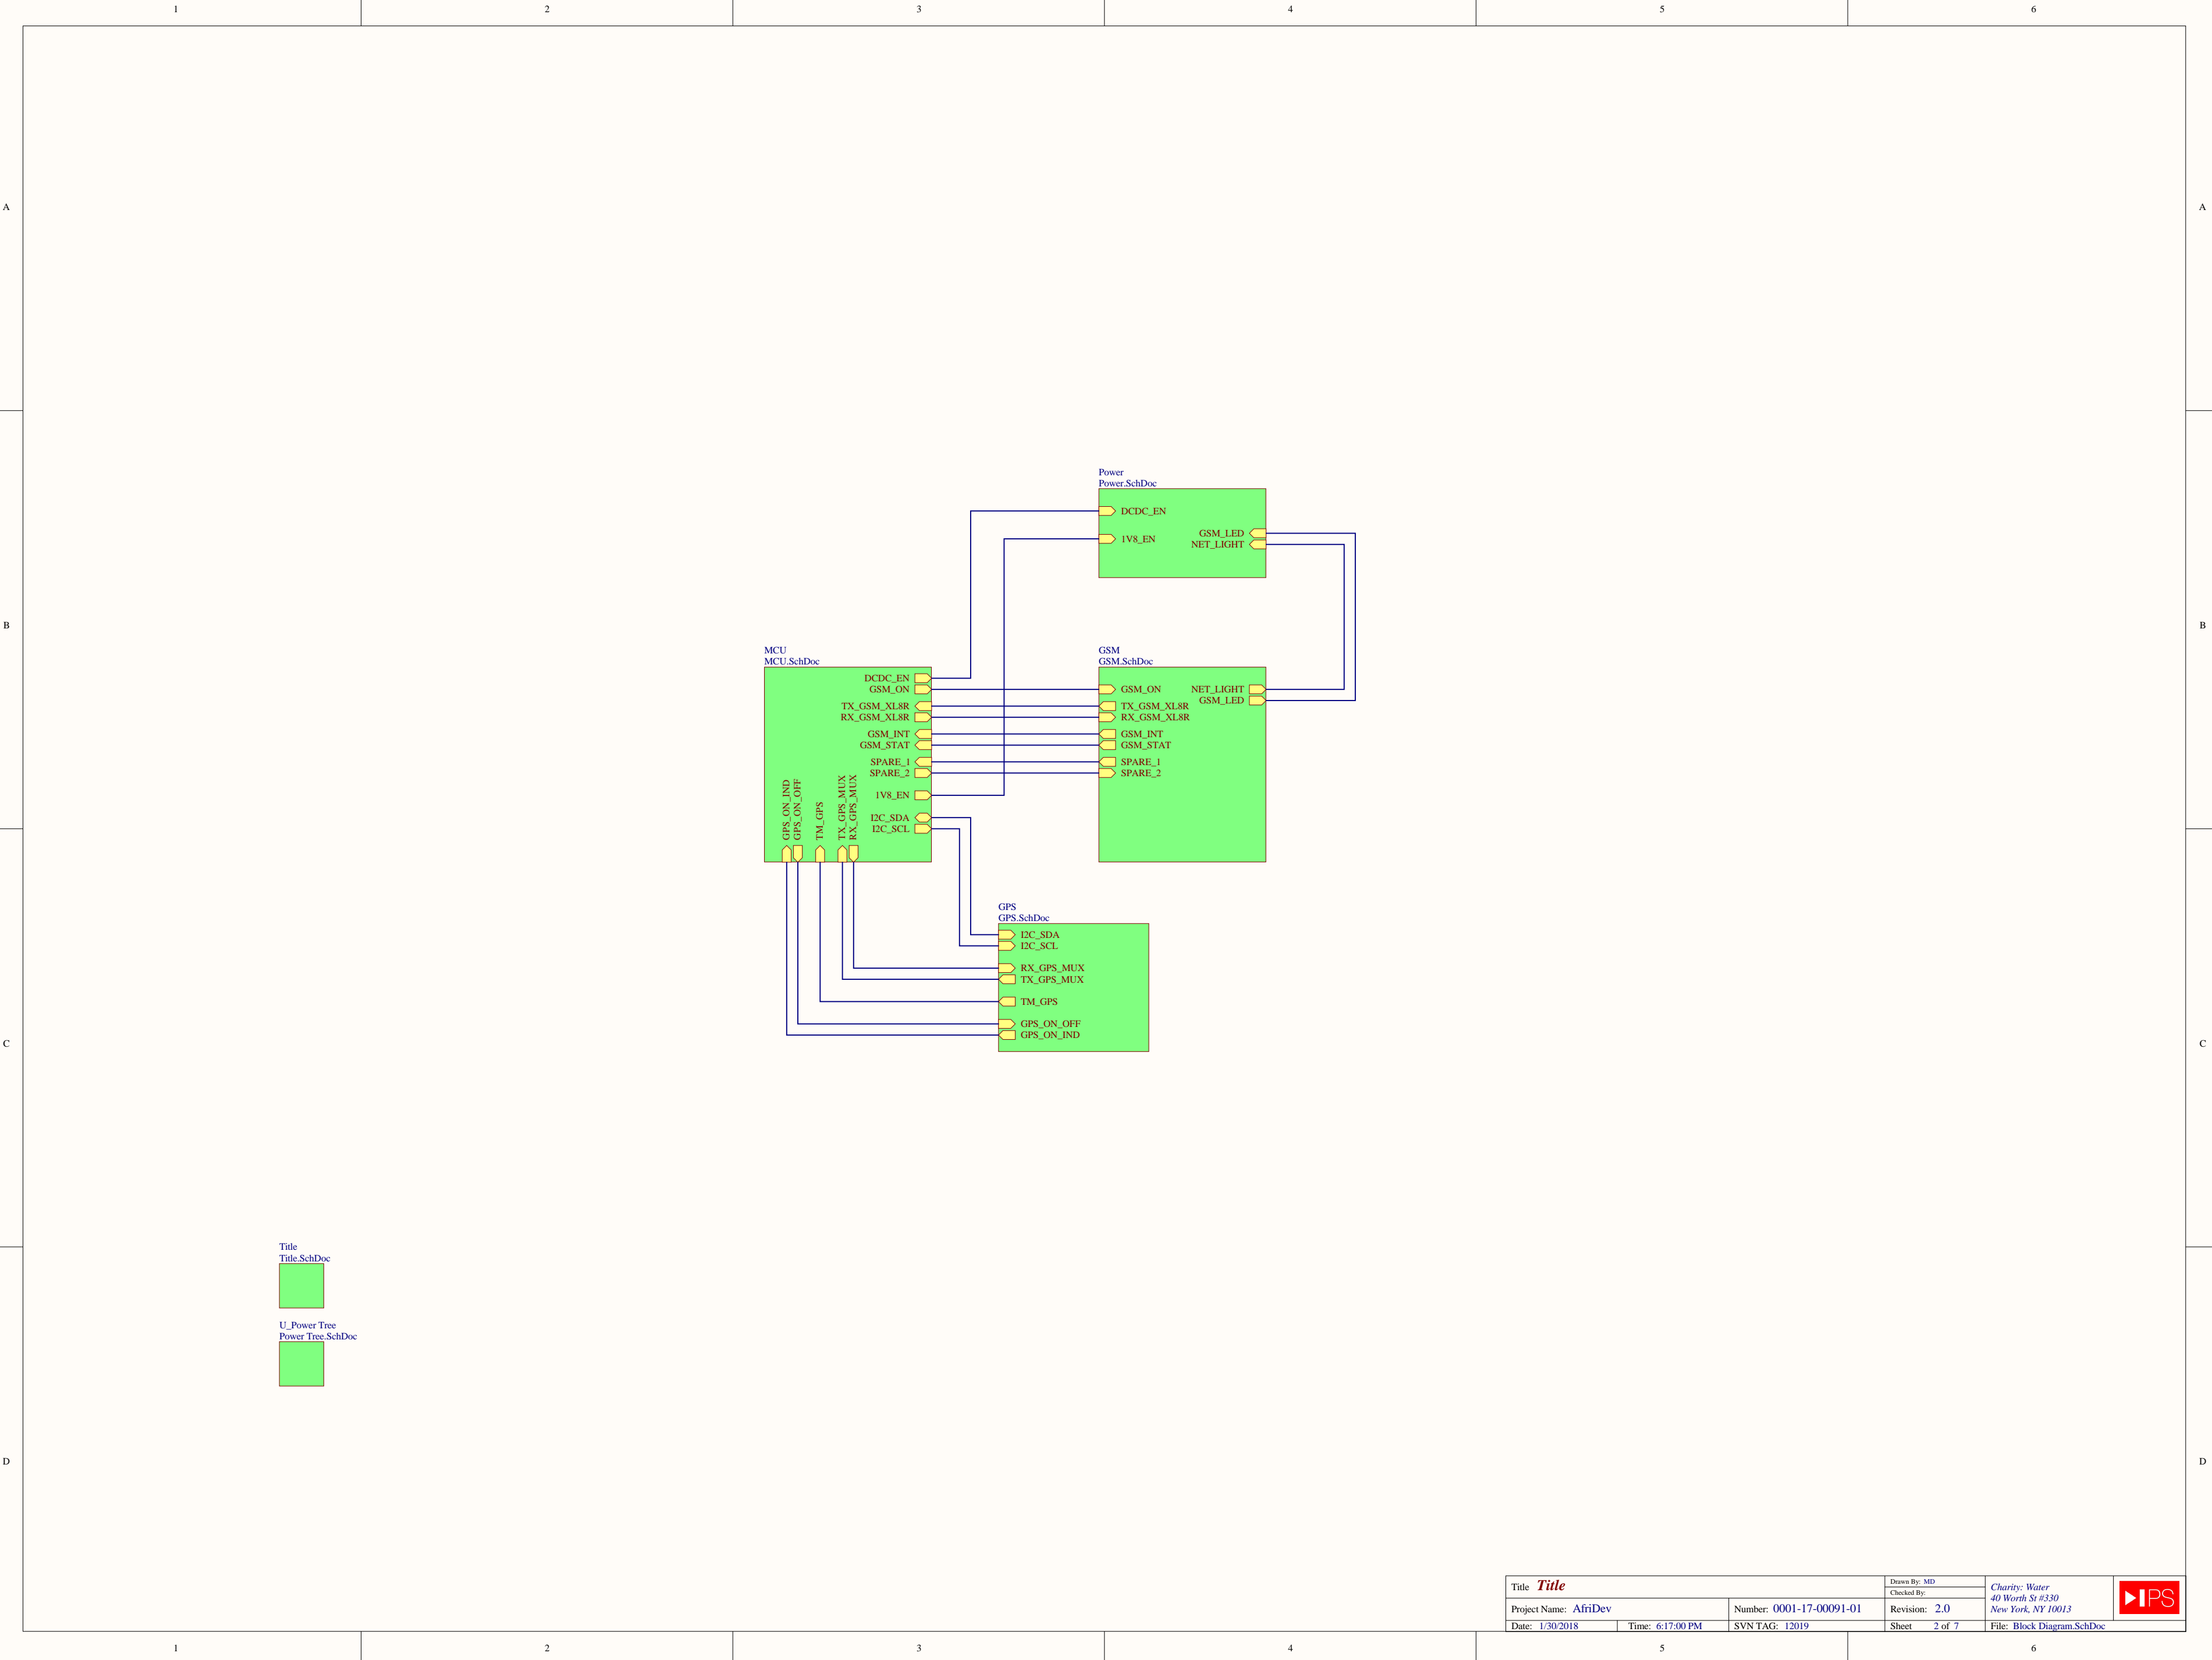 1 2 3 4 5 6
A A
Power
Power.SchDoc
DCDC_EN
GSM_LED
1V8_EN
NET_LIGHT
B B
MCU
MCU.SchDoc
DCDC_EN
GSM_ON
TX_GSM_XL8R
RX_GSM_XL8R
GSM_INT
GSM_STAT
SPARE_1
SPARE_2
1V8_EN
I2C_SDA
I2C_SCL
GPS_ON_IND
GPS_ON_OFF
TM_GPS
TX_GPS_MUX
RX_GPS_MUX
GSM
GSM.SchDoc
GSM_ON
NET_LIGHT
GSM_LED
TX_GSM_XL8R
RX_GSM_XL8R
GSM_INT
GSM_STAT
SPARE_1
SPARE_2
GPS
GPS.SchDoc
I2C_SDA
I2C_SCL
RX_GPS_MUX
TX_GPS_MUX
TM_GPS
GPS_ON_OFF
GPS_ON_IND
C C
Title
Title.SchDoc
U_Power Tree
Power Tree.SchDoc
D D
Title Title
Drawn By: MD
Checked By:
Project Name: AfriDev
Number: 0001-17-00091-01
Revision: 2.0
Date: 1/30/2018
Time: 6:17:00 PM
SVN TAG: 12019
Sheet 2 of 7
Charity: Water
40 Worth St #330
New York, NY 10013
File: Block Diagram.SchDoc
IPS
1 2 3 4 5 6